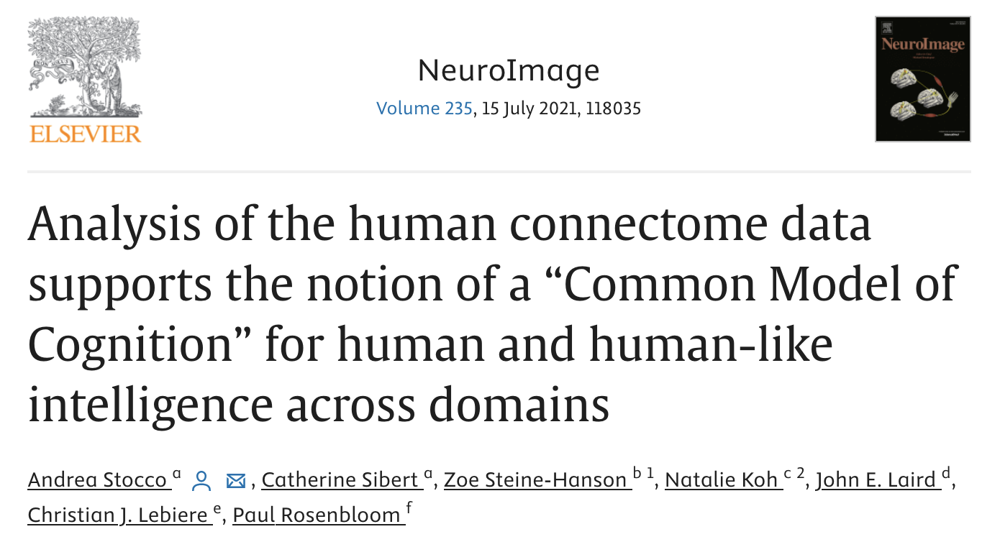 NON SOLUS
ELSEVIER
NeuroImage
Volume 235, 15 July 2021, 118035
NeuroImage
Analysis of the human connectome data
supports the notion of a “Common Model of
Cognition” for human and human-like
intelligence across domains
Andrea Stocco a, Catherine Sibert a, Zoe Steine-Hanson b 1, Natalie Koh c 2, John E. Laird d,
Christian J. Lebiere e, Paul Rosenbloom f